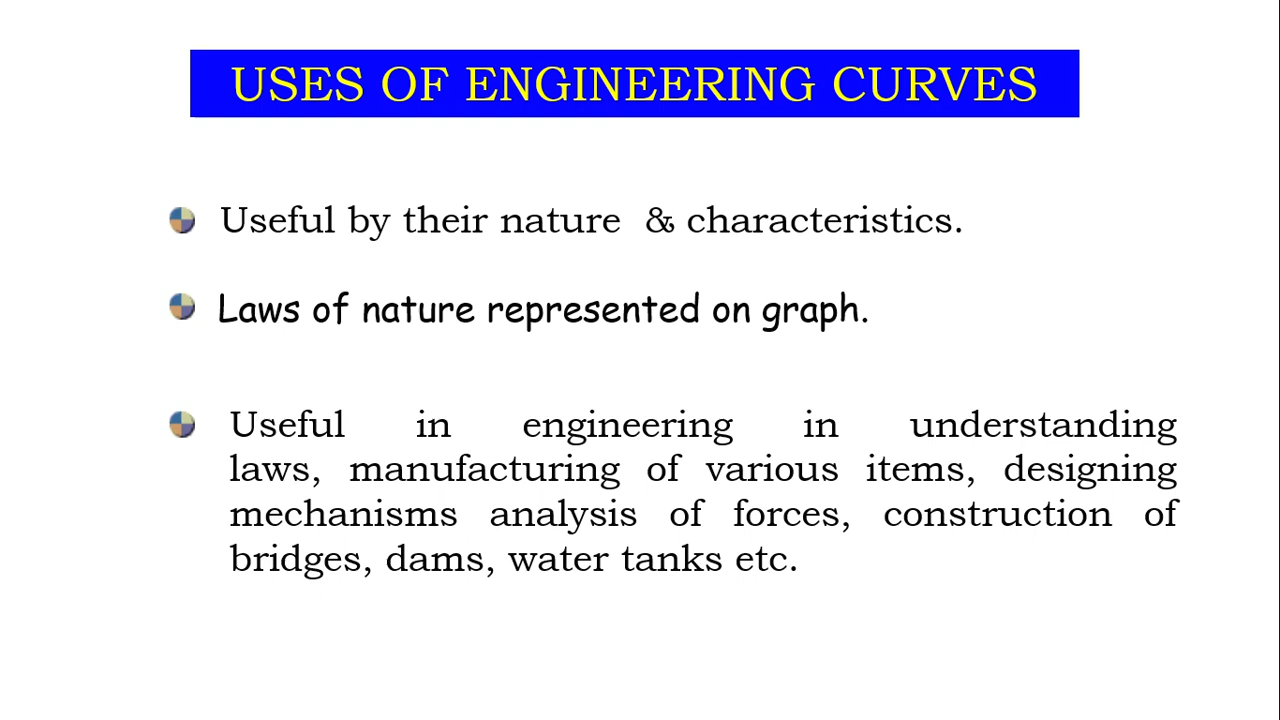 USES OF ENGINEERING CURVES
Useful by their nature & characteristics.
Laws of nature represented on graph.
Useful in engineering in understanding
laws, manufacturing of various items, designing
mechanisms analysis of forces, construction of
bridges, dams, water tanks etc.